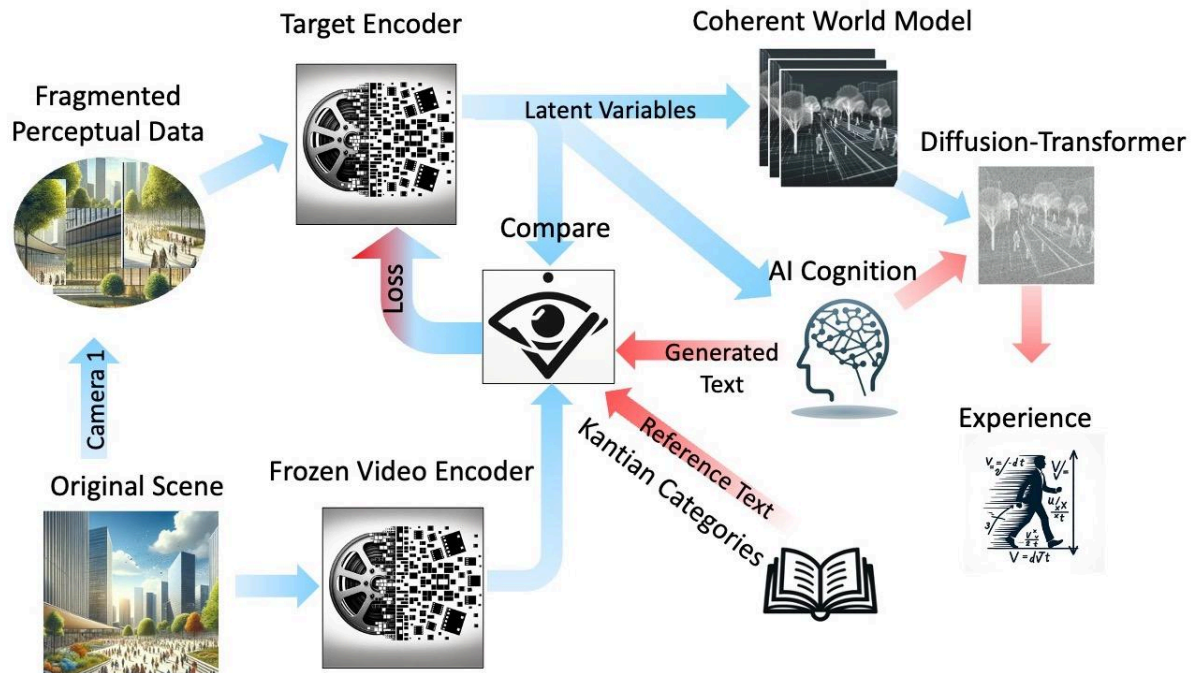 Target Encoder
Coherent World Model
Fragmented
Perceptual Data
Latent Variables
Diffusion-Transformer
Compare
AI Cognition
Loss
Camera 1
Generated
Text
Reference Text
Kantian Categories
Experience
Original Scene
Frozen Video Encoder